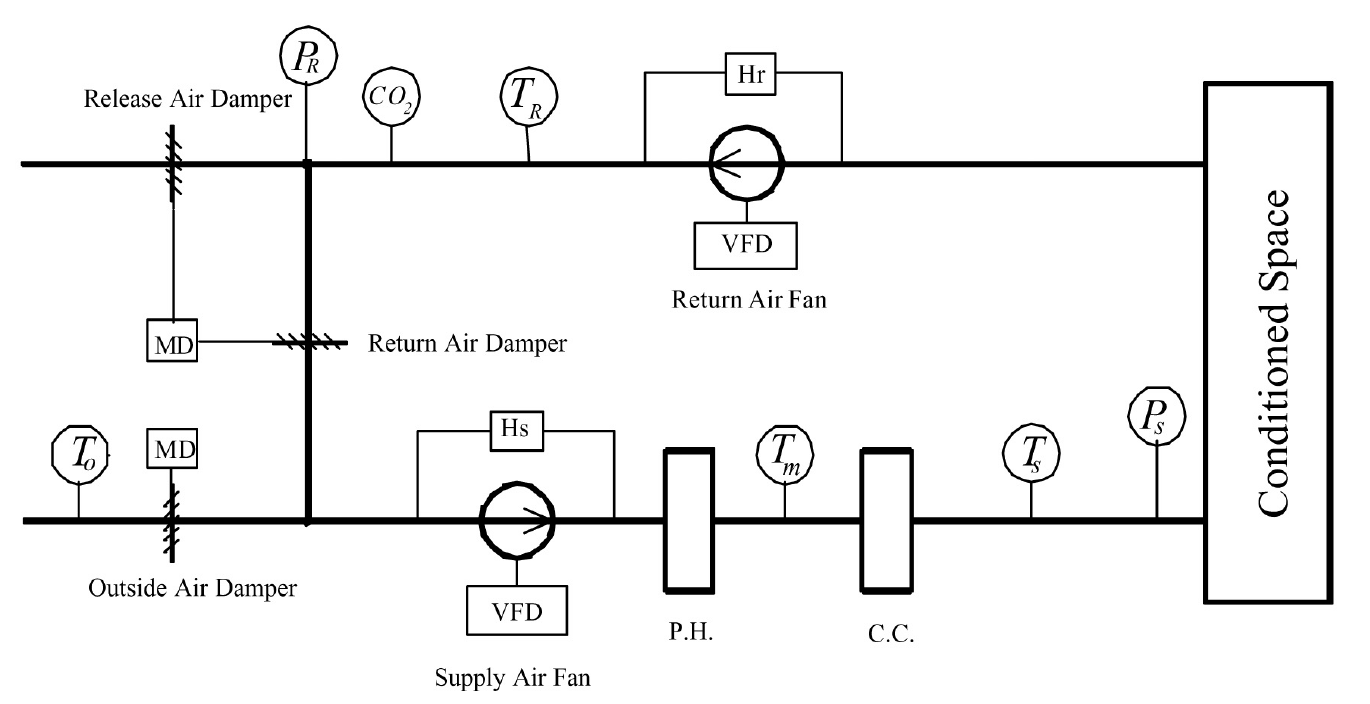 P_R
Hr
Release Air Damper
CO_2
T_R
VFD
Return Air Fan
MD
Return Air Damper
Conditioned Space
T_o
MD
Hs
T_m
T_s
P_s
Outside Air Damper
VFD
P.H.
C.C.
Supply Air Fan